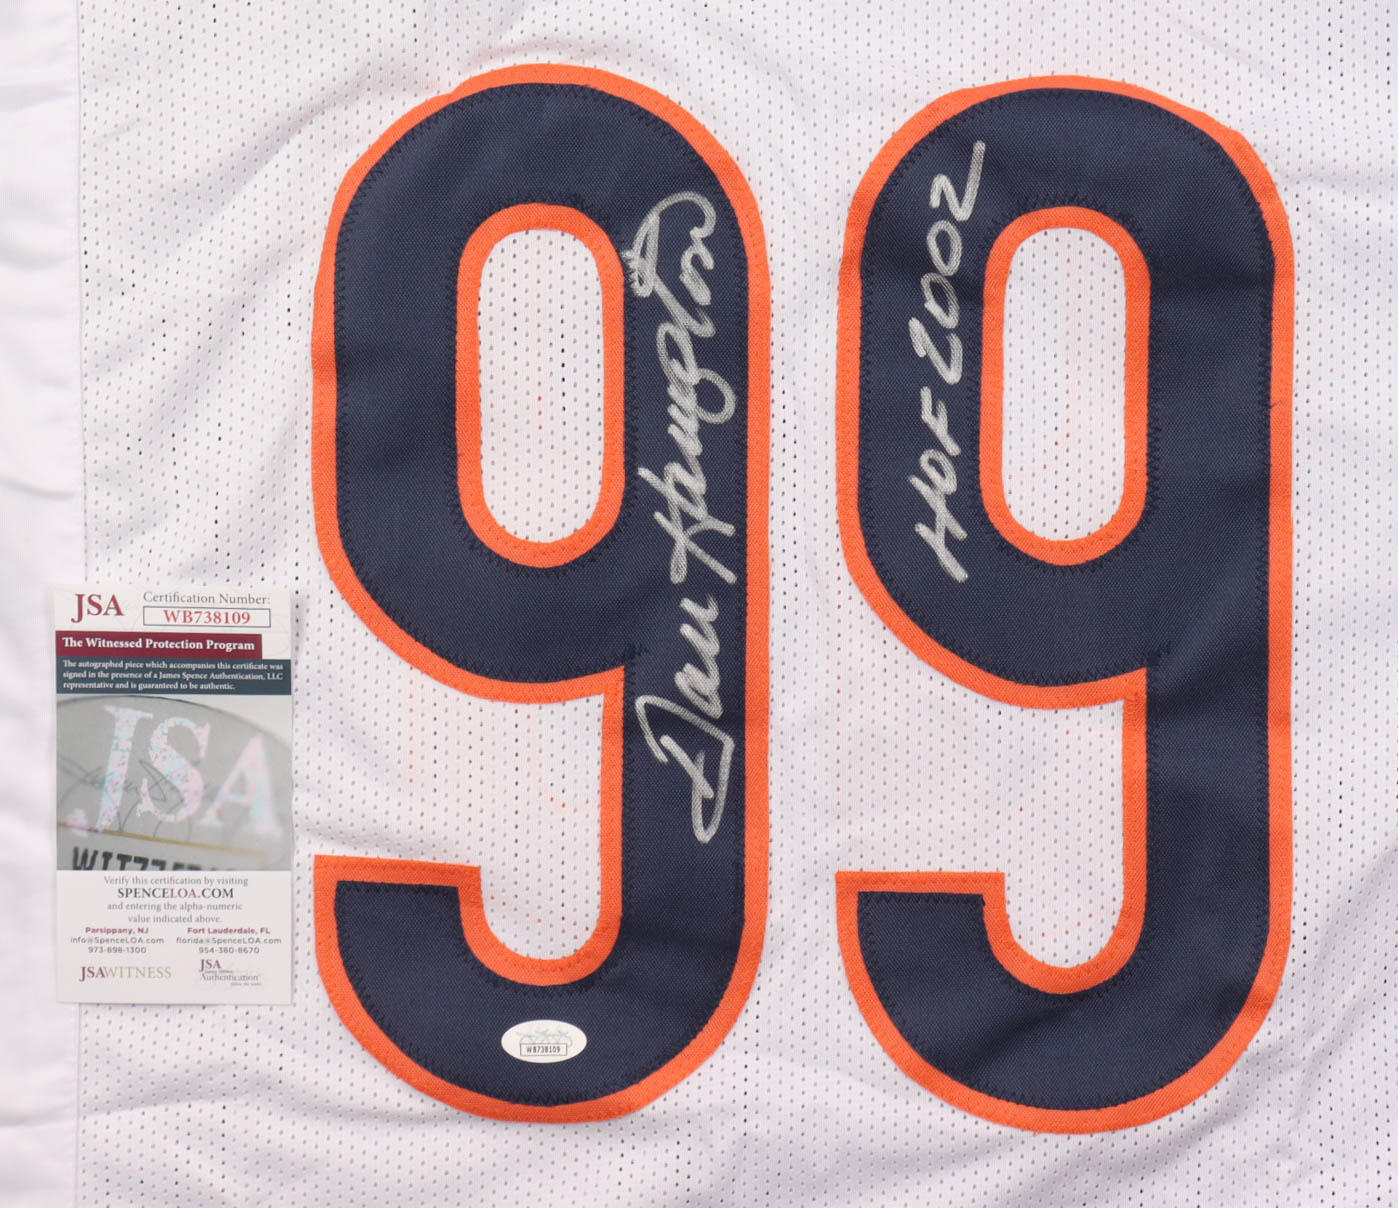 99
Dan Hampton
HOF 2002
JSA
Certification Number:
WB738109
The Witnessed Protection Program
The autographed piece which accompanies this certificate was
signed in the presence of a James Spence Authentication, LLC
representative and is guaranteed to be authentic.
JSA
Verify this certification by visiting
SPENCELOA.COM
and entering the alpha-numeric
value indicated above.
Parsippany, NJ
info@SpenceLOA.com
973-898-1300
Fort Lauderdale, FL
florida@SpenceLOA.com
954-380-8670
JSAWITNESS
JSA
Authentication
WB738109